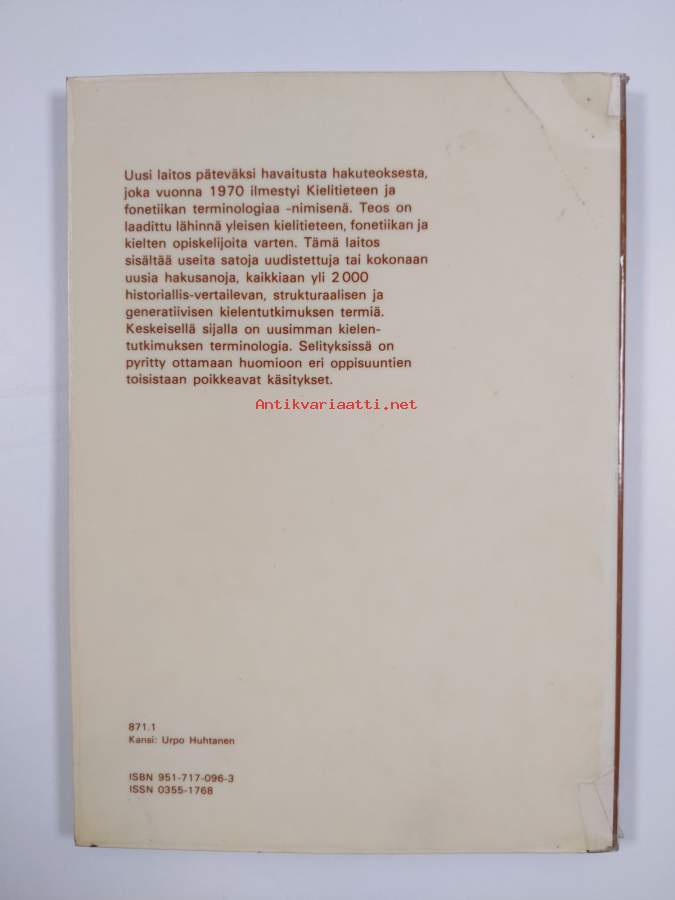 Uusi laitos päteväksi havaitusta hakuteoksesta,
joka vuonna 1970 ilmestyi Kielitieteen ja
fonetiikan terminologiaa -nimisenä. Teos on
laadittu lähinnä yleisen kielitieteen, fonetiikan ja
kielten opiskelijoita varten. Tämä laitos
sisältää useita satoja uudistettuja tai kokonaan
uusia hakusanoja, kaikkiaan yli 2 000
historiallis-vertailevan, strukturaalisen ja
generatiivisen kielentutkimuksen termiä.
Keskeisellä sijalla on uusimman kielen-
tutkimuksen terminologia. Selityksissä on
pyritty ottamaan huomioon eri oppisuuntien
toisistaan poikkeavat käsitykset.
Antikvariaatti.net
871.1
Kansi: Urpo Huhtanen
ISBN 951-717-096-3
ISSN 0355-1768